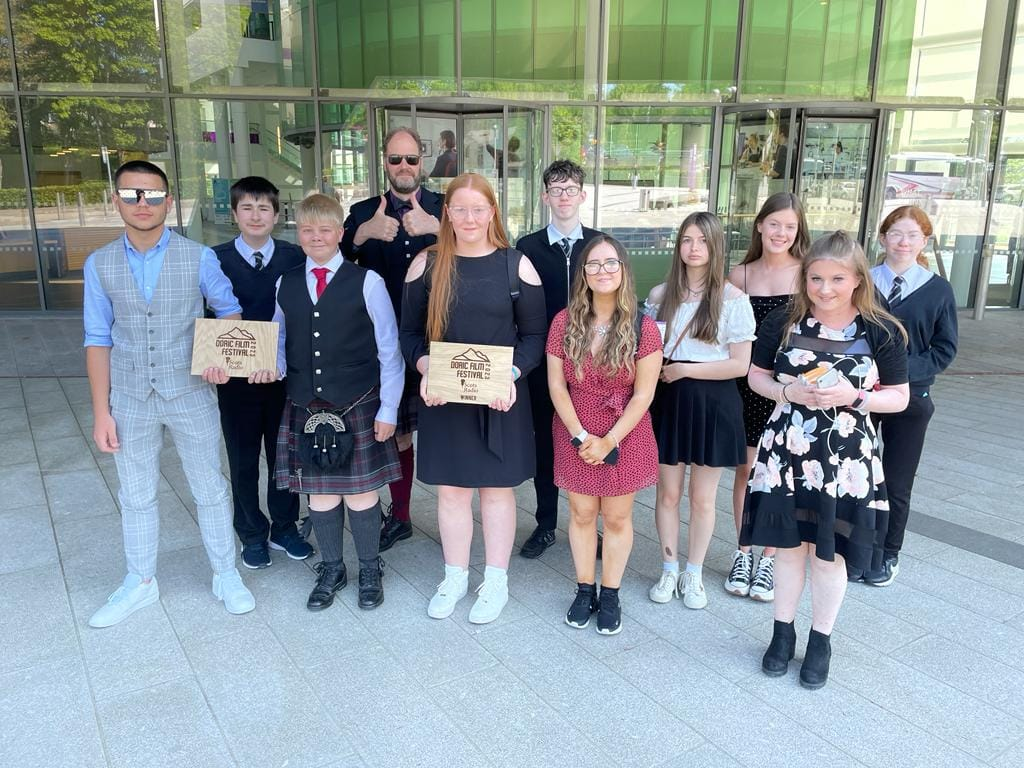 DORIC FILM
FESTIVAL
Scots
Radio
DORIC FILM
FESTIVAL
Scots
Radio
WINNER